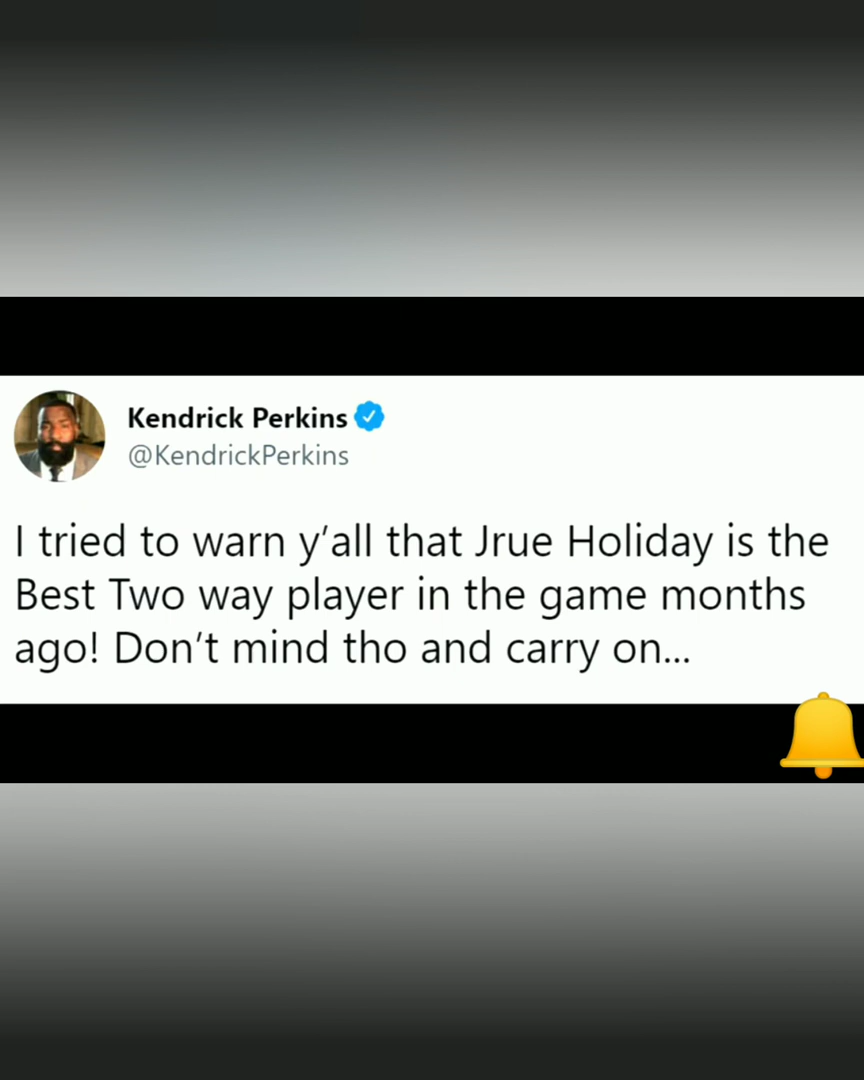 Kendrick Perkins
@KendrickPerkins
I tried to warn y’all that Jrue Holiday is the
Best Two way player in the game months
ago! Don’t mind tho and carry on...